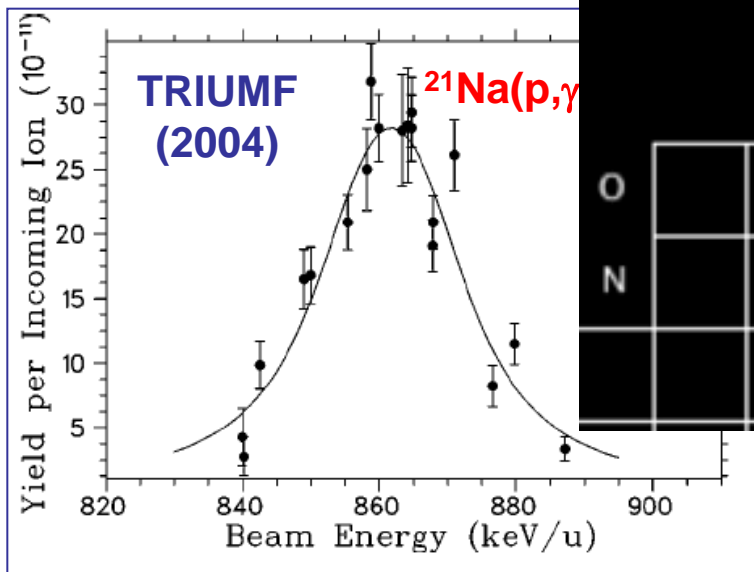 Yield per Incoming Ion (10⁻¹¹)
30
25
20
15
10
5
TRIUMF
(2004)
²¹Na(p,γ
820
840
860
880
900
Beam Energy (keV/u)
O
N